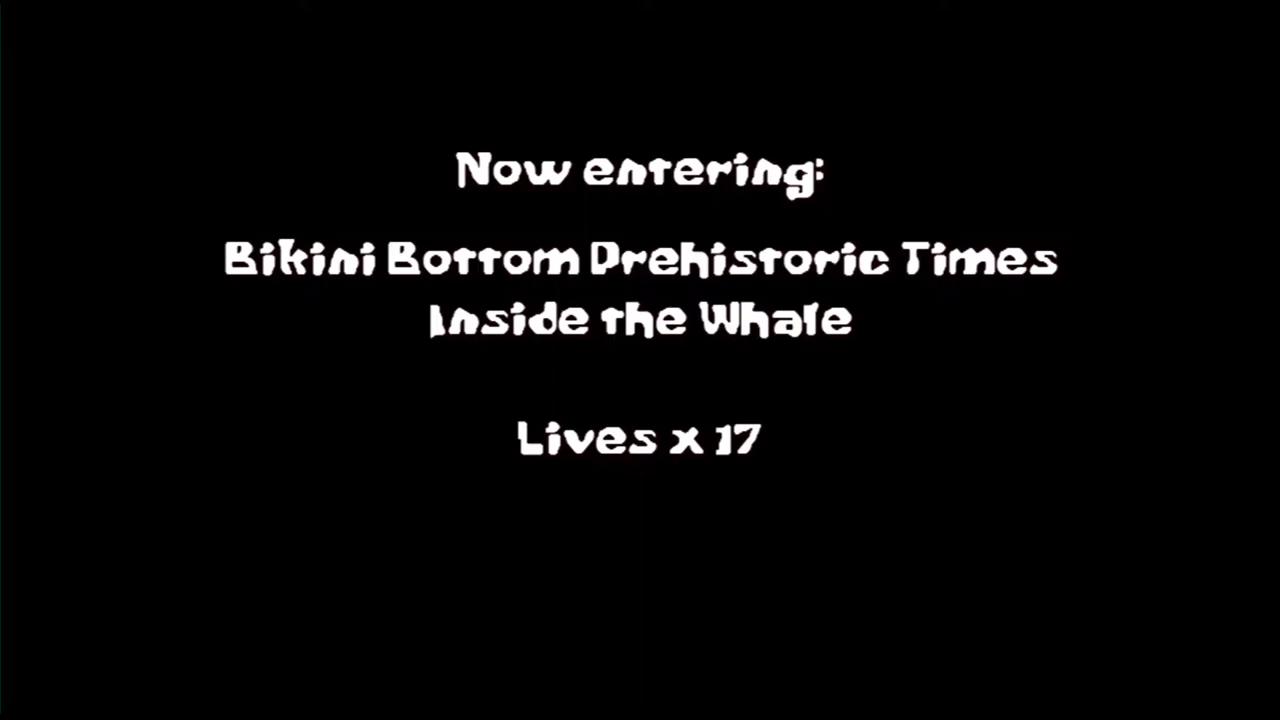 Now entering:
Bikini Bottom Prehistoric Times
Inside the Whale
Lives x 17